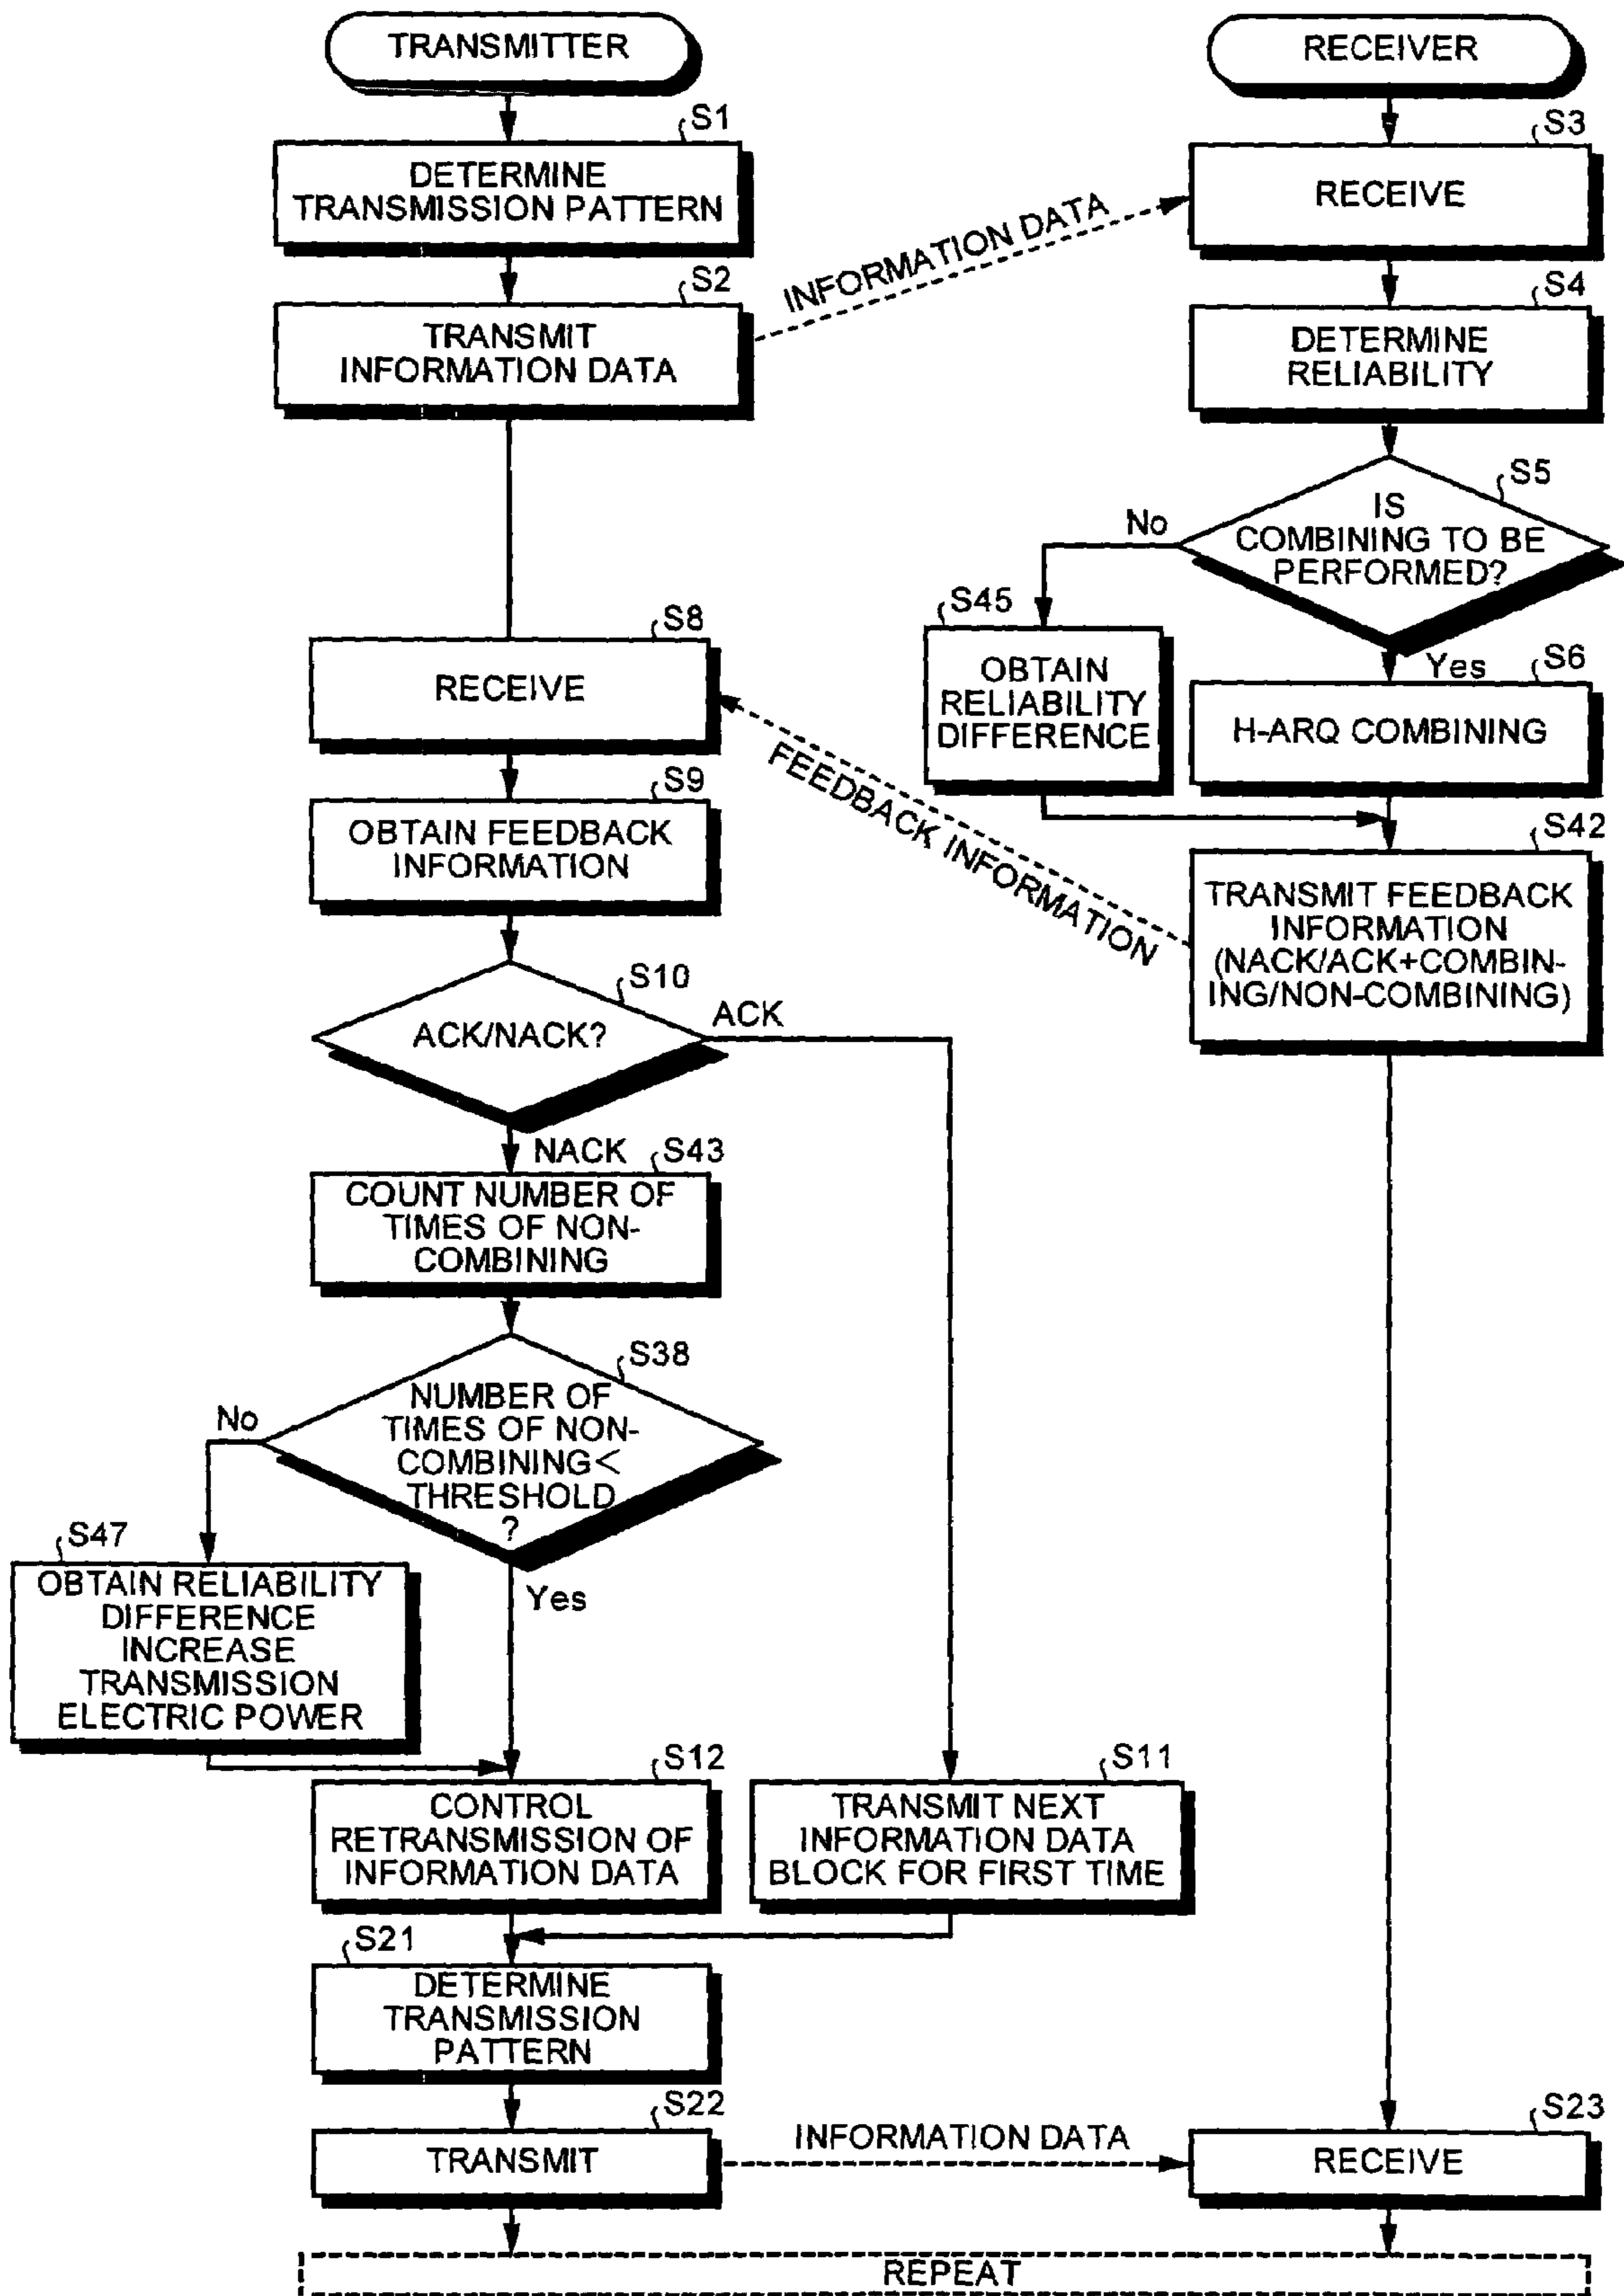 TRANSMITTER
S1
DETERMINE
TRANSMISSION PATTERN
S2
TRANSMIT
INFORMATION DATA
INFORMATION DATA
RECEIVER
S3
RECEIVE
S4
DETERMINE
RELIABILITY
S5
IS
COMBINING TO BE
PERFORMED?
No
Yes
S45
OBTAIN
RELIABILITY
DIFFERENCE
S6
H-ARQ COMBINING
S42
TRANSMIT FEEDBACK
INFORMATION
(NACK/ACK+COMBIN-
ING/NON-COMBINING)
FEEDBACK INFORMATION
S8
RECEIVE
S9
OBTAIN FEEDBACK
INFORMATION
S10
ACK/NACK?
ACK
NACK
S43
COUNT NUMBER OF
TIMES OF NON-
COMBINING
S38
NUMBER OF
TIMES OF NON-
COMBINING<
THRESHOLD
?
No
Yes
S47
OBTAIN RELIABILITY
DIFFERENCE
INCREASE
TRANSMISSION
ELECTRIC POWER
S12
CONTROL
RETRANSMISSION OF
INFORMATION DATA
S11
TRANSMIT NEXT
INFORMATION DATA
BLOCK FOR FIRST TIME
S21
DETERMINE
TRANSMISSION
PATTERN
S22
TRANSMIT
INFORMATION DATA
S23
RECEIVE
REPEAT